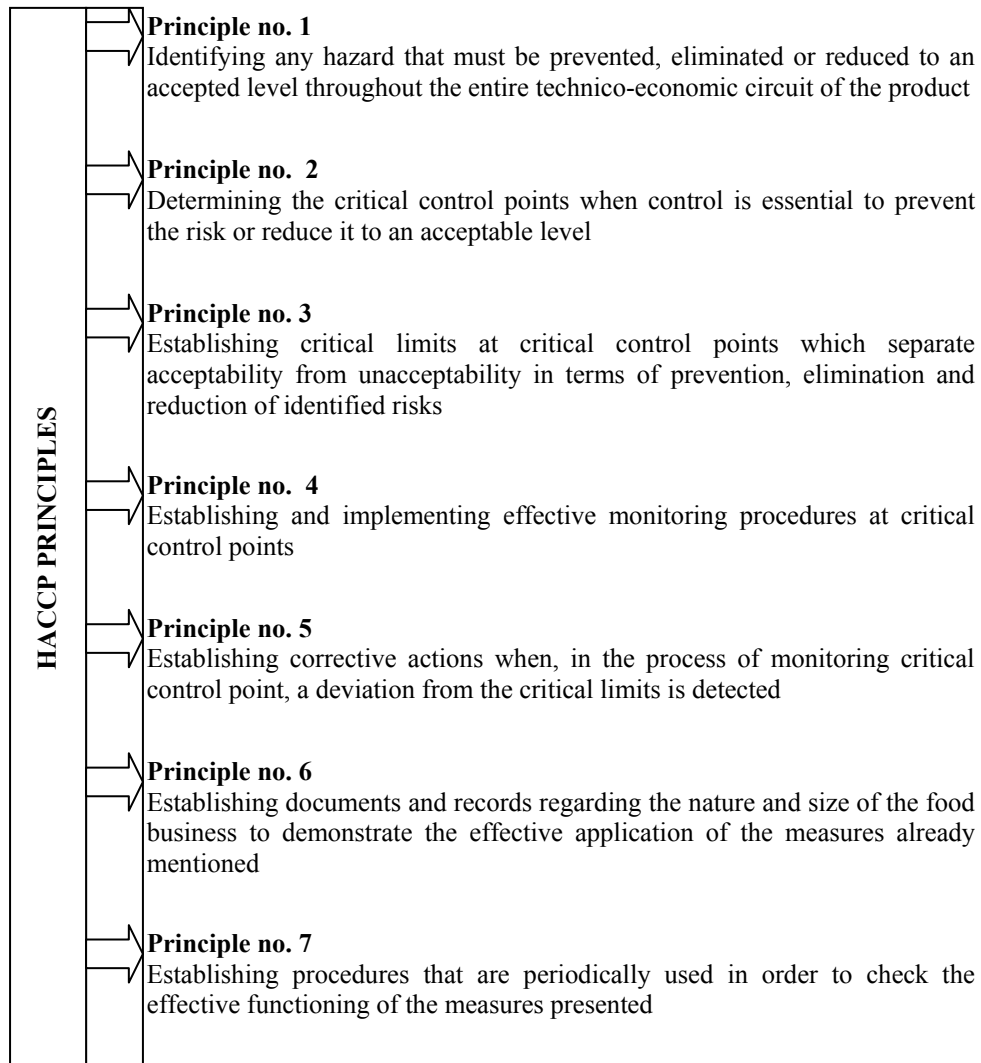 HACCP PRINCIPLES
Principle no. 1
Identifying any hazard that must be prevented, eliminated or reduced to an
accepted level throughout the entire technico-economic circuit of the product
Principle no. 2
Determining the critical control points when control is essential to prevent
the risk or reduce it to an acceptable level
Principle no. 3
Establishing critical limits at critical control points which separate
acceptability from unacceptability in terms of prevention, elimination and
reduction of identified risks
Principle no. 4
Establishing and implementing effective monitoring procedures at critical
control points
Principle no. 5
Establishing corrective actions when, in the process of monitoring critical
control point, a deviation from the critical limits is detected
Principle no. 6
Establishing documents and records regarding the nature and size of the food
business to demonstrate the effective application of the measures already
mentioned
Principle no. 7
Establishing procedures that are periodically used in order to check the
effective functioning of the measures presented